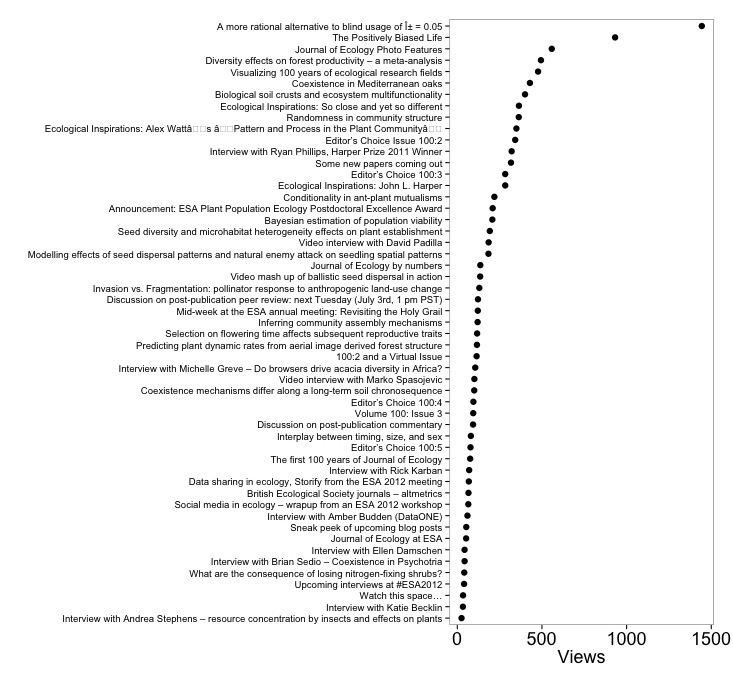 A more rational alternative to blind usage of Î± = 0.05
The Positively Biased Life
Journal of Ecology Photo Features
Diversity effects on forest productivity – a meta-analysis
Visualizing 100 years of ecological research fields
Coexistence in Mediterranean oaks
Biological soil crusts and ecosystem multifunctionality
Ecological Inspirations: So close and yet so different
Randomness in community structure
Ecological Inspirations: Alex Wattâ□□s â□□Pattern and Process in the Plant Communityâ□□
Editor's Choice Issue 100:2
Interview with Ryan Phillips, Harper Prize 2011 Winner
Some new papers coming out
Editor's Choice 100:3
Ecological Inspirations: John L. Harper
Conditionality in ant-plant mutualisms
Announcement: ESA Plant Population Ecology Postdoctoral Excellence Award
Bayesian estimation of population viability
Seed diversity and microhabitat heterogeneity effects on plant establishment
Video interview with David Padilla
Modelling effects of seed dispersal patterns and natural enemy attack on seedling spatial patterns
Journal of Ecology by numbers
Video mash up of ballistic seed dispersal in action
Invasion vs. Fragmentation: pollinator response to anthropogenic land-use change
Discussion on post-publication peer review: next Tuesday (July 3rd, 1 pm PST)
Mid-week at the ESA annual meeting: Revisiting the Holy Grail
Inferring community assembly mechanisms
Selection on flowering time affects subsequent reproductive traits
Predicting plant dynamic rates from aerial image derived forest structure
100:2 and a Virtual Issue
Interview with Michelle Greve – Do browsers drive acacia diversity in Africa?
Video interview with Marko Spasojevic
Coexistence mechanisms differ along a long-term soil chronosequence
Editor's Choice 100:4
Volume 100: Issue 3
Discussion on post-publication commentary
Interplay between timing, size, and sex
Editor's Choice 100:5
The first 100 years of Journal of Ecology
Interview with Rick Karban
Data sharing in ecology, Storify from the ESA 2012 meeting
British Ecological Society journals – altmetrics
Social media in ecology – wrapup from an ESA 2012 workshop
Interview with Amber Budden (DataONE)
Sneak peek of upcoming blog posts
Journal of Ecology at ESA
Interview with Ellen Damschen
Interview with Brian Sedio – Coexistence in Psychotria
What are the consequence of losing nitrogen-fixing shrubs?
Upcoming interviews at #ESA2012
Watch this space…
Interview with Katie Becklin
Interview with Andrea Stephens – resource concentration by insects and effects on plants
0 500 1000 1500
Views